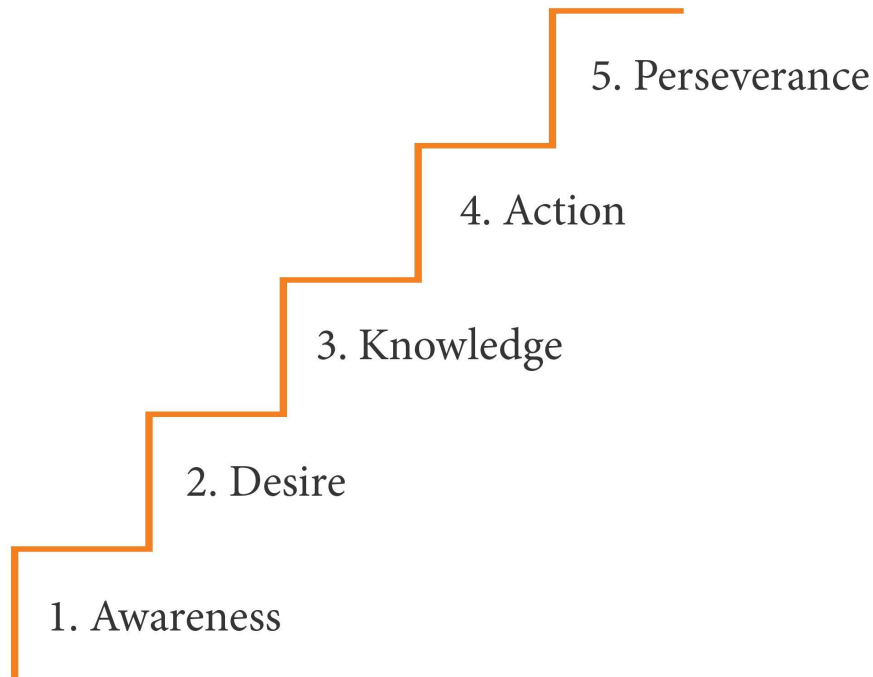 5. Perseverance
4. Action
3. Knowledge
2. Desire
1. Awareness